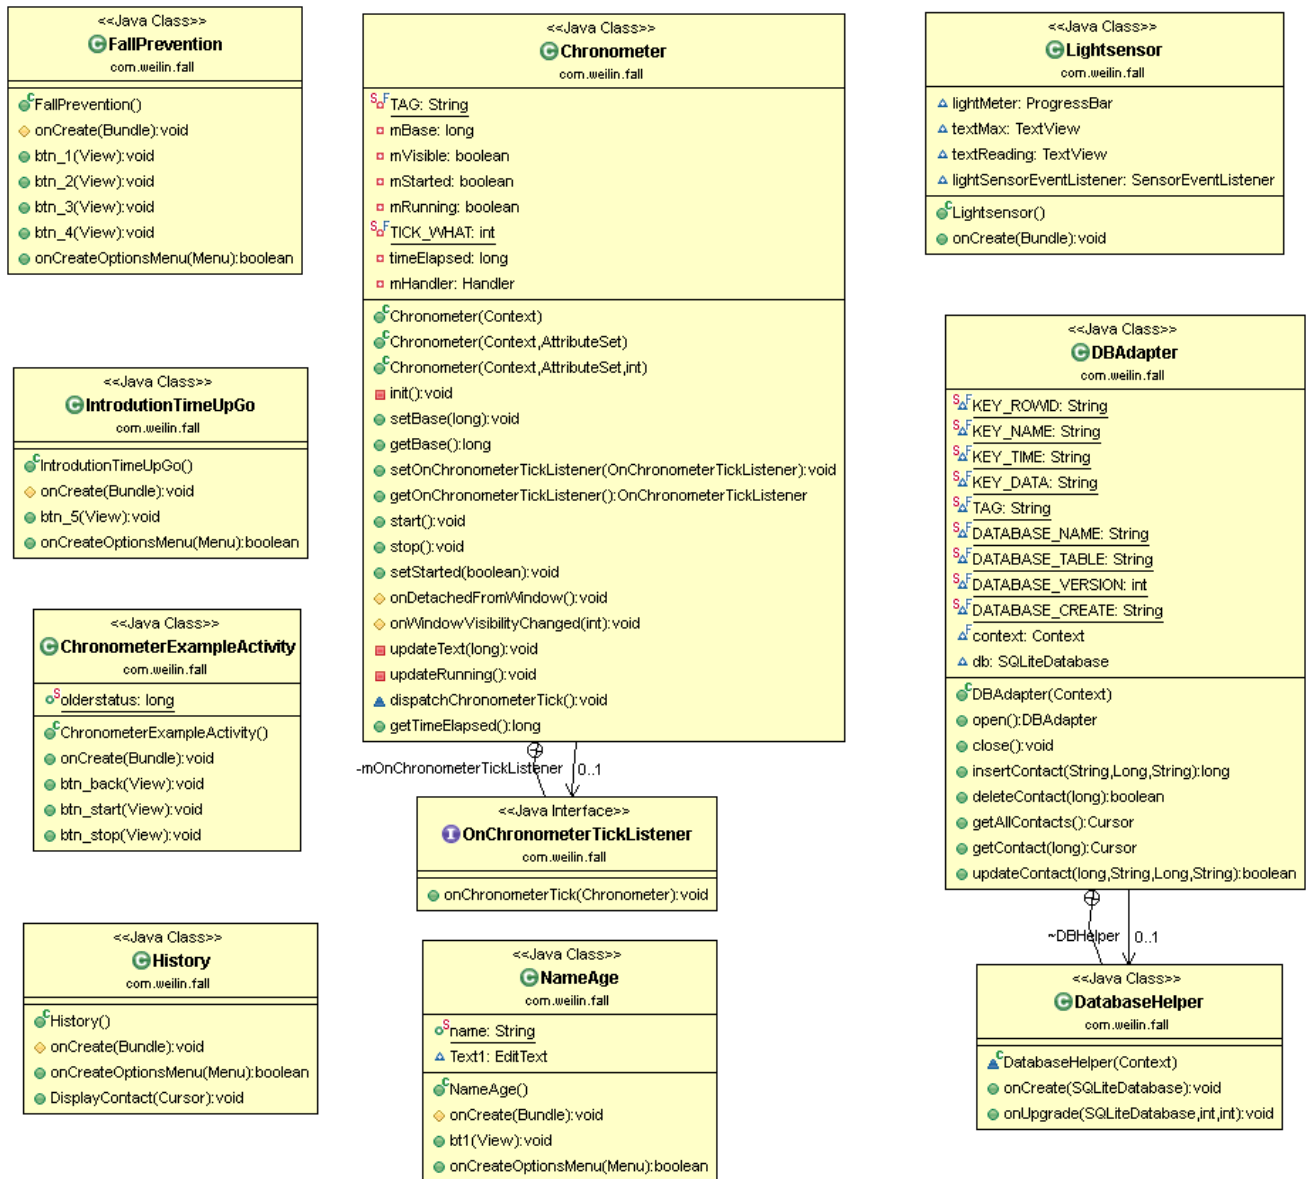 <<Java Class>>
FallPrevention
com.weilin.fall
FallPrevention()
onCreate(Bundle):void
btn_1(View):void
btn_2(View):void
btn_3(View):void
btn_4(View):void
onCreateOptionsMenu(Menu):boolean
<<Java Class>>
IntrodutionTimeUpGo
com.weilin.fall
IntrodutionTimeUpGo()
onCreate(Bundle):void
btn_5(View):void
onCreateOptionsMenu(Menu):boolean
<<Java Class>>
ChronometerExampleActivity
com.weilin.fall
olderstatus: long
ChronometerExampleActivity()
onCreate(Bundle):void
btn_back(View):void
btn_start(View):void
btn_stop(View):void
<<Java Class>>
History
com.weilin.fall
History()
onCreate(Bundle):void
onCreateOptionsMenu(Menu):boolean
DisplayContact(Cursor):void
<<Java Class>>
Chronometer
com.weilin.fall
TAG: String
mBase: long
mVisible: boolean
mStarted: boolean
mRunning: boolean
TICK_WHAT: int
timeElapsed: long
mHandler: Handler
Chronometer(Context)
Chronometer(Context,AttributeSet)
Chronometer(Context,AttributeSet,int)
init():void
setBase(long):void
getBase():long
setOnChronometerTickListener(OnChronometerTickListener):void
getOnChronometerTickListener():OnChronometerTickListener
start():void
stop():void
setStarted(boolean):void
onDetachedFromWindow():void
onWindowVisibilityChanged(int):void
updateText(long):void
updateRunning():void
dispatchChronometerTick():void
getTimeElapsed():long
-mOnChronometerTickListener 0..1
<<Java Interface>>
OnChronometerTickListener
com.weilin.fall
onChronometerTick(Chronometer):void
<<Java Class>>
NameAge
com.weilin.fall
name: String
Text1: EditText
NameAge()
onCreate(Bundle):void
bt1(View):void
onCreateOptionsMenu(Menu):boolean
<<Java Class>>
Lightsensor
com.weilin.fall
lightMeter: ProgressBar
textMax: TextView
textReading: TextView
lightSensorEventListener: SensorEventListener
Lightsensor()
onCreate(Bundle):void
<<Java Class>>
DBAdapter
com.weilin.fall
KEY_ROWID: String
KEY_NAME: String
KEY_TIME: String
KEY_DATA: String
TAG: String
DATABASE_NAME: String
DATABASE_TABLE: String
DATABASE_VERSION: int
DATABASE_CREATE: String
context: Context
db: SQLiteDatabase
DBAdapter(Context)
open():DBAdapter
close():void
insertContact(String,Long,String):long
deleteContact(long):boolean
getAllContacts():Cursor
getContact(long):Cursor
updateContact(long,String,Long,String):boolean
~DBHelper 0..1
<<Java Class>>
DatabaseHelper
com.weilin.fall
DatabaseHelper(Context)
onCreate(SQLiteDatabase):void
onUpgrade(SQLiteDatabase,int,int):void